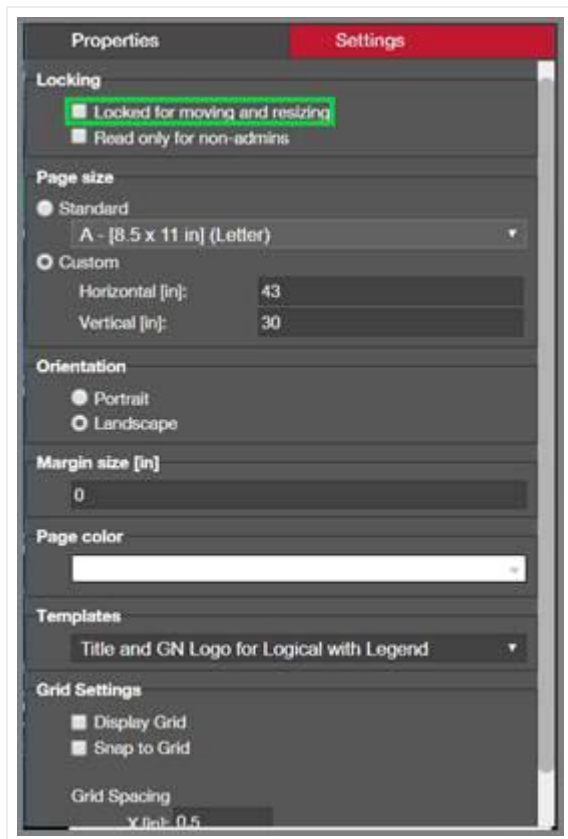 Properties Settings
Locking
Locked for moving and resizing
Read only for non-admins
Page size
Standard
A - [8.5 x 11 in] (Letter)
Custom
Horizontal [in]: 43
Vertical [in]: 30
Orientation
Portrait
Landscape
Margin size [in]
0
Page color
Templates
Title and GN Logo for Logical with Legend
Grid Settings
Display Grid
Snap to Grid
Grid Spacing
X [in]: 0.5